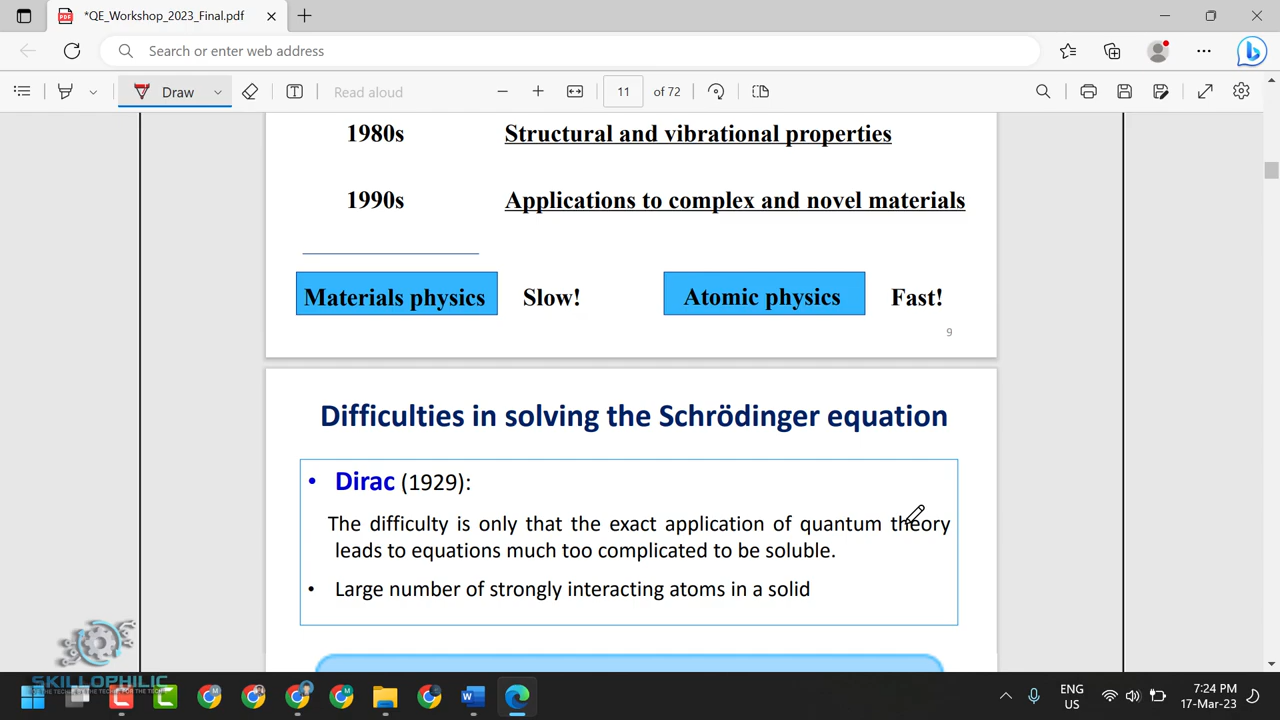 *QE_Workshop_2023_Final.pdf
Search or enter web address
Draw
Read aloud
11 of 72
1980s Structural and vibrational properties
1990s Applications to complex and novel materials
Materials physics Slow! Atomic physics Fast!
9
Difficulties in solving the Schrödinger equation
• Dirac (1929):
The difficulty is only that the exact application of quantum theory
leads to equations much too complicated to be soluble.
• Large number of strongly interacting atoms in a solid
SKILLOPHILIC
ENG
US
7:24 PM
17-Mar-23